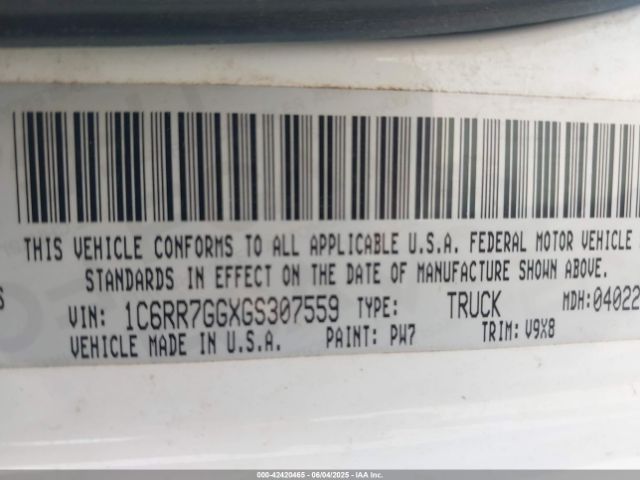 THIS VEHICLE CONFORMS TO ALL APPLICABLE U.S.A. FEDERAL MOTOR VEHICLE
STANDARDS IN EFFECT ON THE DATE OF MANUFACTURE SHOWN ABOVE.
VIN: 1C6RR7GGXGS307559 TYPE: TRUCK MDH:04022
VEHICLE MADE IN U.S.A. PAINT: PW7 TRIM: V9X8
000-42420465 - 06/04/2025 - IAA Inc.